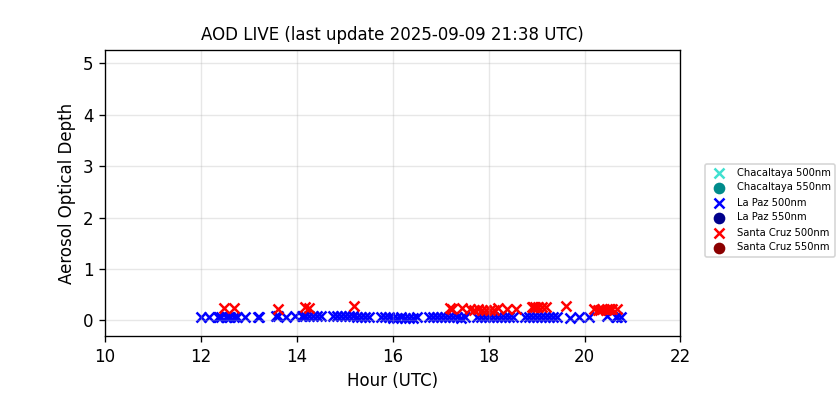 AOD LIVE (last update 2025-09-09 21:38 UTC)
Aerosol Optical Depth
5
4
3
2
1
0
10 12 14 16 18 20 22
Hour (UTC)
Chacaltaya 500nm
Chacaltaya 550nm
La Paz 500nm
La Paz 550nm
Santa Cruz 500nm
Santa Cruz 550nm